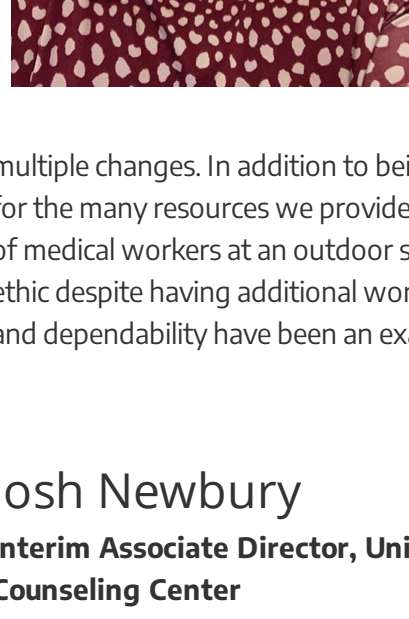 multiple changes. In addition to bei
for the many resources we provide
of medical workers at an outdoor s
ethic despite having additional wor
and dependability have been an exa
osh Newbury
nterim Associate Director, Uni
Counseling Center